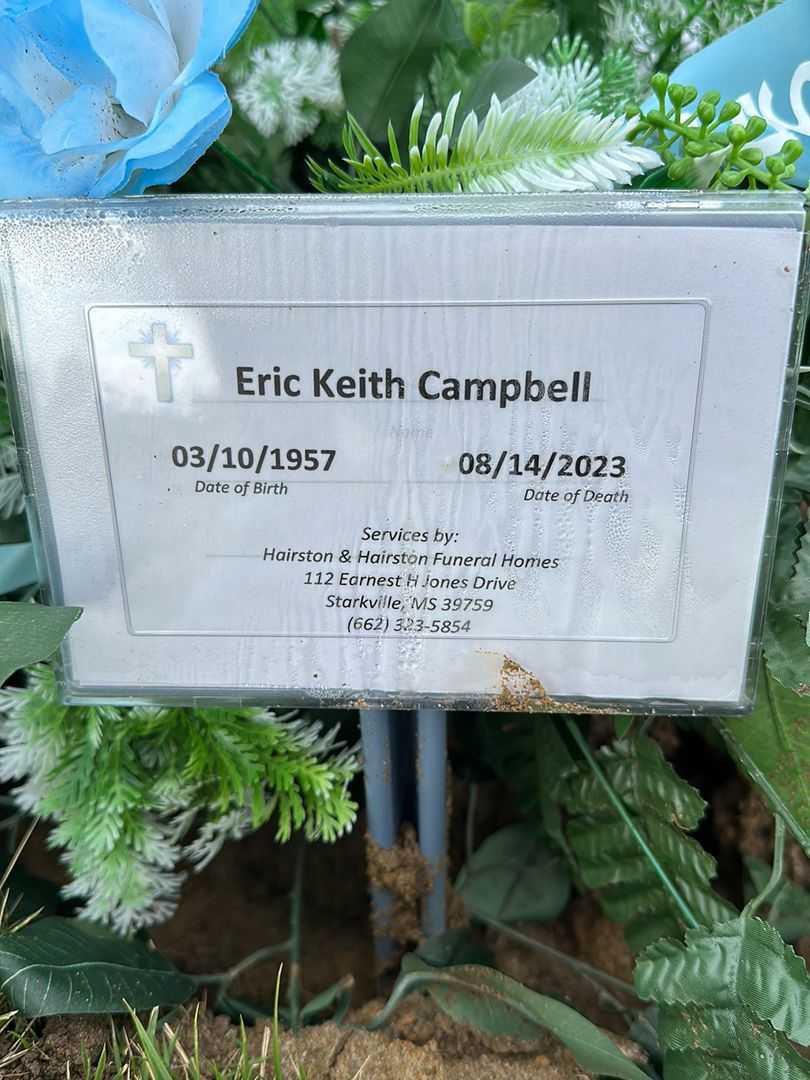 Eric Keith Campbell
Name
03/10/1957 08/14/2023
Date of Birth Date of Death
Services by:
Hairston & Hairston Funeral Homes
112 Earnest H Jones Drive
Starkville, MS 39759
(662) 323-5854